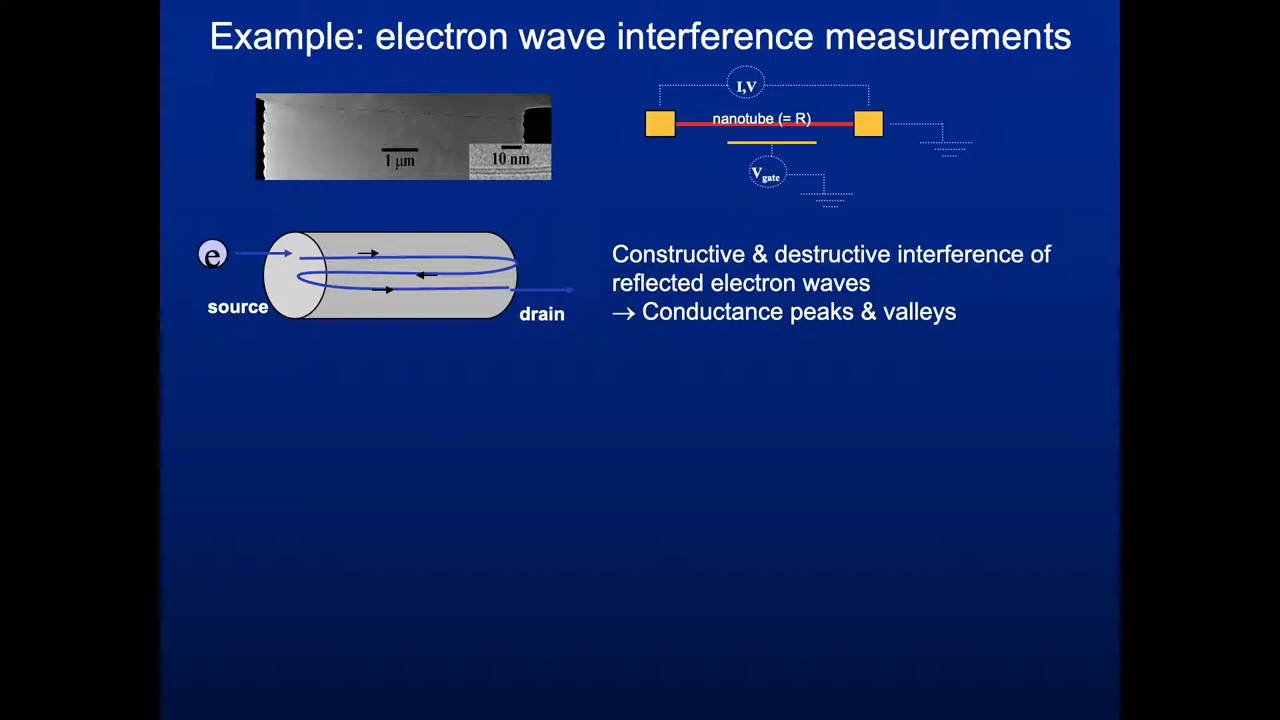 Example: electron wave interference measurements
I,V
nanotube (= R)
1 μm
10 nm
Vgate
e
source
drain
Constructive & destructive interference of
reflected electron waves
→ Conductance peaks & valleys